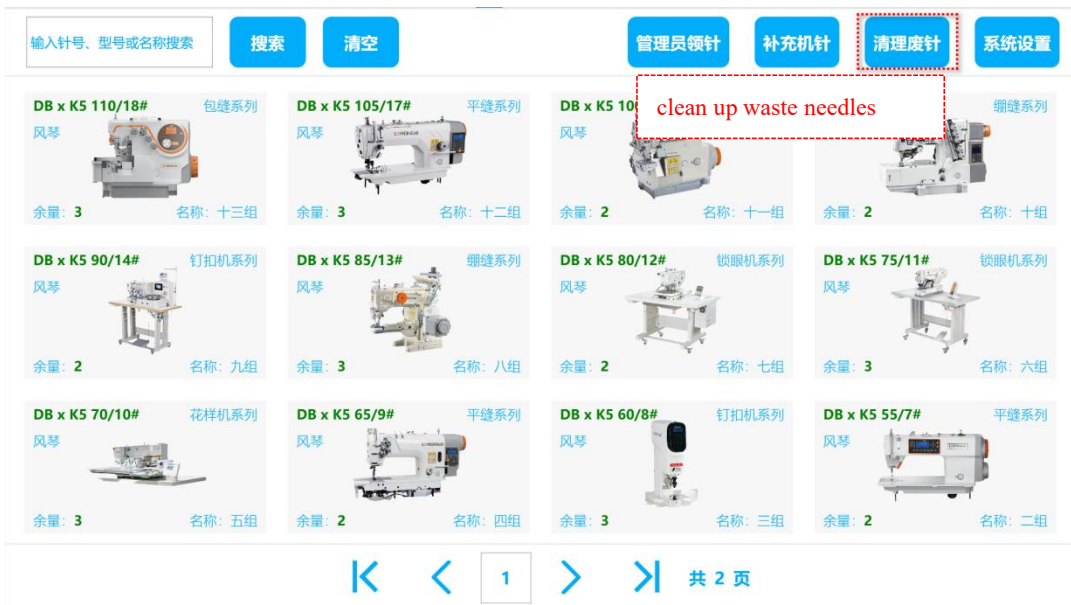 输入针号、型号或名称搜索
搜索
清空
管理员领针
补充机针
清理废针
系统设置
clean up waste needles
DB x K5 110/18#
包缝系列
风琴
余量: 3
名称: 十三组
DB x K5 105/17#
平缝系列
风琴
余量: 3
名称: 十二组
DB x K5 10
风琴
余量: 2
名称: 十一组
绷缝系列
余量: 2
名称: 十组
DB x K5 90/14#
钉扣机系列
风琴
余量: 2
名称: 九组
DB x K5 85/13#
绷缝系列
风琴
余量: 3
名称: 八组
DB x K5 80/12#
锁眼机系列
风琴
余量: 2
名称: 七组
DB x K5 75/11#
锁眼机系列
风琴
余量: 3
名称: 六组
DB x K5 70/10#
花样机系列
风琴
余量: 3
名称: 五组
DB x K5 65/9#
平缝系列
风琴
余量: 2
名称: 四组
DB x K5 60/8#
钉扣机系列
风琴
余量: 3
名称: 三组
DB x K5 55/7#
平缝系列
风琴
余量: 2
名称: 二组
1
共 2 页